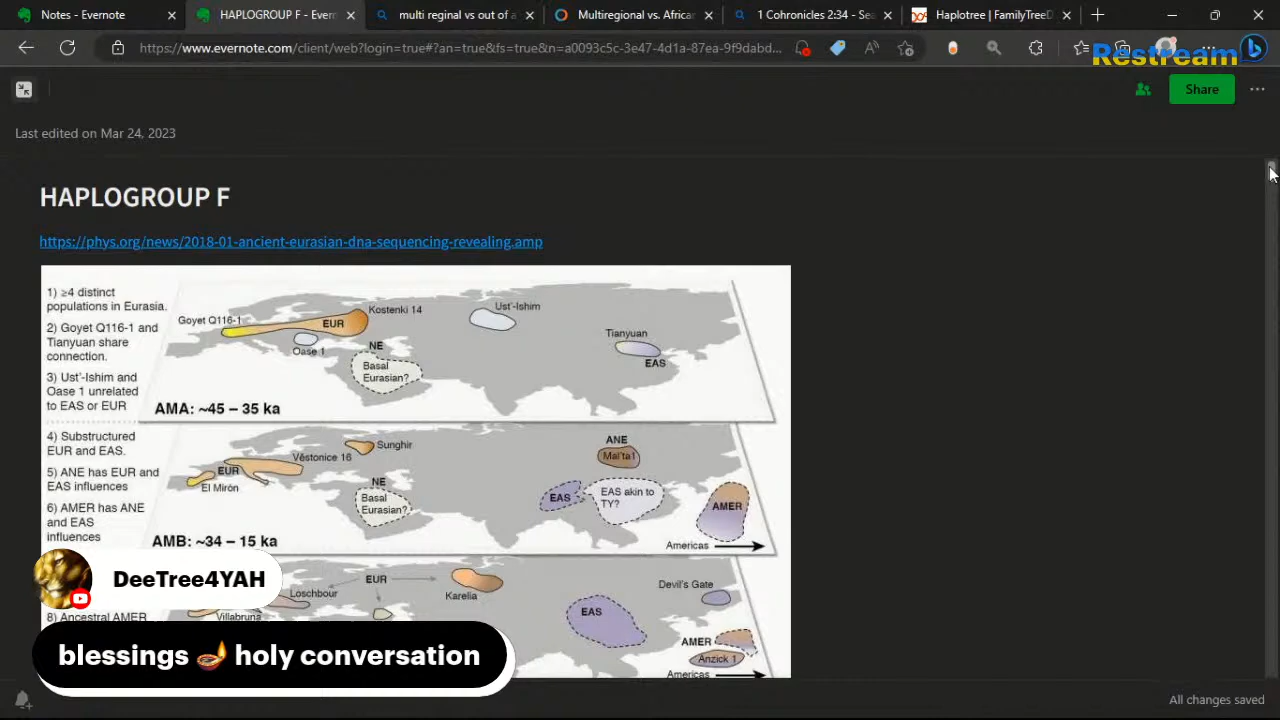 Notes - Evernote
HAPLOGROUP F - Evern
multi reginal vs out of a
Multiregional vs. African
1 Cohronicles 2:34 - Sea
Haplotree | FamilyTreeD
https://www.evernote.com/client/web?login=true#?an=true&fs=true&n=a0093c5c-3e47-4d1a-87ea-9f9dabd...
Restream
Share
Last edited on Mar 24, 2023
HAPLOGROUP F
https://phys.org/news/2018-01-ancient-eurasian-dna-sequencing-revealing.amp
1) ≥4 distinct
populations in Eurasia.
2) Goyet Q116-1 and
Tianyuan share
connection.
3) Ust'-Ishim and
Oase 1 unrelated
to EAS or EUR
Goyet Q116-1
EUR
Kostenki 14
Oase 1
NE
Basal
Eurasian?
Ust'-Ishim
Tianyuan
EAS
AMA: ~45 – 35 ka
4) Substructured
EUR and EAS.
5) ANE has EUR and
EAS influences
6) AMER has ANE
and EAS
influences
Sunghir
Věstonice 16
EUR
El Mirón
NE
Basal
Eurasian?
ANE
Mal'ta1
EAS
EAS akin to
TY?
AMER
Americas
AMB: ~34 – 15 ka
8) Ancestral AMER
Loschbour
EUR
Karelia
Villabruna
EAS
Devil's Gate
AMER
Anzick 1
Americas
DeeTree4YAH
blessings 🪔 holy conversation
All changes saved